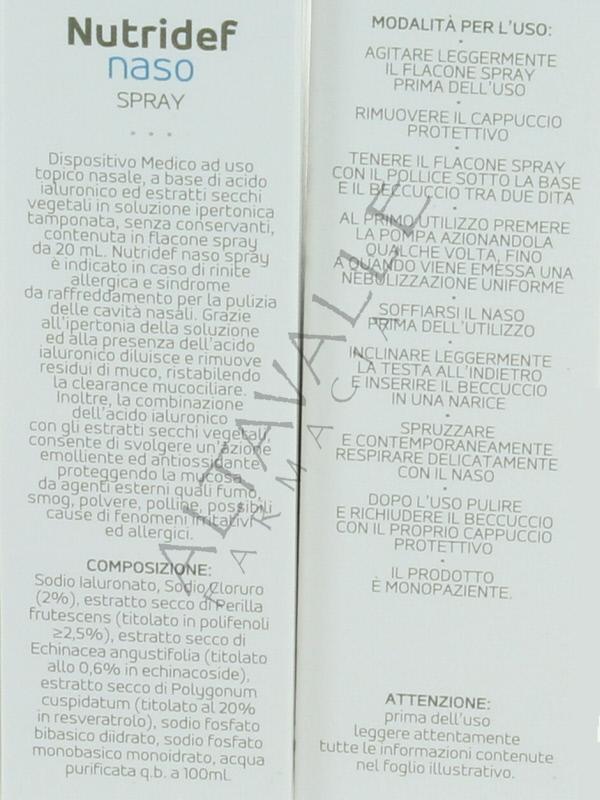 Nutridef
naso
SPRAY
Dispositivo Medico ad uso
topico nasale, a base di acido
ialuronico ed estratti secchi
vegetali in soluzione ipertonica
tamponata, senza conservanti,
contenuta in flacone spray
da 20 mL. Nutridef naso spray
è indicato in caso di rinite
allergica e sindrome
da raffreddamento per la pulizia
delle cavità nasali. Grazie
all'ipertonia della soluzione
ed alla presenza dell'acido
ialuronico diluisce e rimuove
residui di muco, ristabilendo
la clearance mucociliare.
Inoltre, la combinazione
dell'acido ialuronico
con gli estratti secchi vegetali,
consente di svolgere un'azione
emolliente ed antiossidante
proteggendo la mucosa
da agenti esterni quali fumo,
smog, polvere, polline, possibili
cause di fenomeni irritativi
ed allergici.
COMPOSIZIONE:
Sodio Ialuronato, Sodio Cloruro
(2%), estratto secco di Perilla
frutescens (titolato in polifenoli
≥2,5%), estratto secco di
Echinacea angustifolia (titolato
allo 0,6% in echinacoside),
estratto secco di Polygonum
cuspidatum (titolato al 20%
in resveratrolo), sodio fosfato
bibasico diidrato, sodio fosfato
monobasico monoidrato, acqua
purificata q.b. a 100ml.
MODALITÀ PER L'USO:
AGITARE LEGGERMENTE
IL FLACONE SPRAY
PRIMA DELL'USO
RIMUOVERE IL CAPPUCCIO
PROTETTIVO
TENERE IL FLACONE SPRAY
CON IL POLLICE SOTTO LA BASE
E IL BECCUCCIO TRA DUE DITA
AL PRIMO UTILIZZO PREMERE
LA POMPA AZIONANDOLA
QUALCHE VOLTA, FINO
A QUANDO VIENE EMESSA UNA
NEBULIZZAZIONE UNIFORME
SOFFIARSI IL NASO
PRIMA DELL'UTILIZZO
INCLINARE LEGGERMENTE
LA TESTA ALL'INDIETRO
E INSERIRE IL BECCUCCIO
IN UNA NARICE
SPRUZZARE
E CONTEMPORANEAMENTE
RESPIRARE DELICATAMENTE
CON IL NASO
DOPO L'USO PULIRE
E RICHIUDERE IL BECCUCCIO
CON IL PROPRIO CAPPUCCIO
PROTETTIVO
IL PRODOTTO
È MONOPAZIENTE.
ATTENZIONE:
prima dell'uso
leggere attentamente
tutte le informazioni contenute
nel foglio illustrativo.
ALTAVALLE
FARMACIA